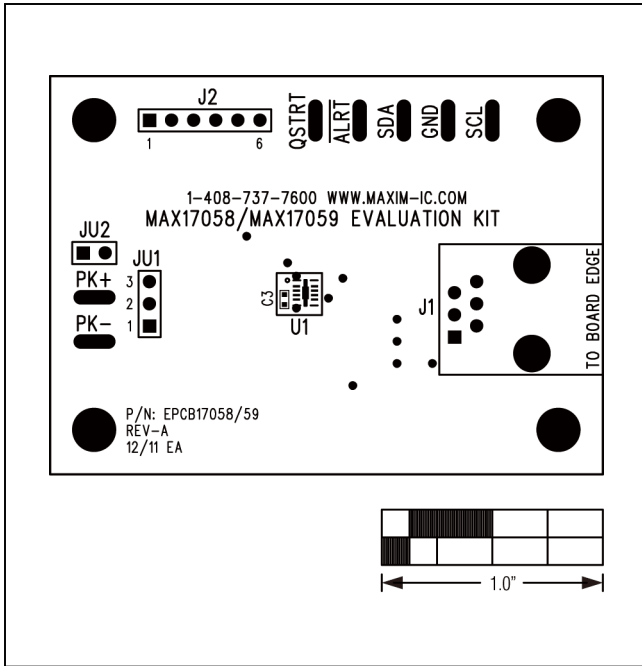 J2
1 6
QSTRT
ALRT
SDA
GND
SCL
1-408-737-7600 WWW.MAXIM-IC.COM
MAX17058/MAX17059 EVALUATION KIT
JU2
JU1
PK+
3
2
1
PK-
C3
U1
J1
TO BOARD EDGE
P/N: EPCB17058/59
REV-A
12/11 EA
1.0”